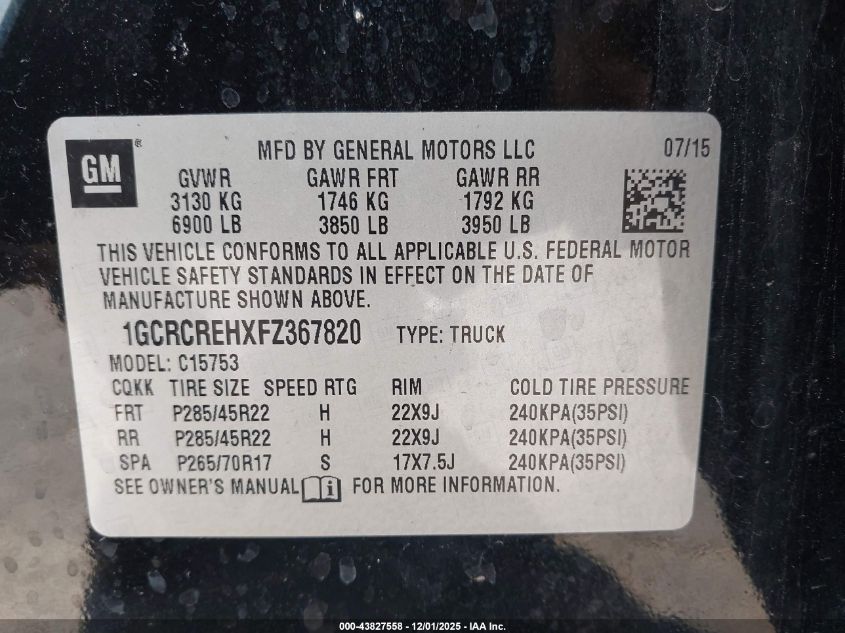 GM ® MFD BY GENERAL MOTORS LLC 07/15
GVWR GAWR FRT GAWR RR
3130 KG 1746 KG 1792 KG
6900 LB 3850 LB 3950 LB
THIS VEHICLE CONFORMS TO ALL APPLICABLE U.S. FEDERAL MOTOR
VEHICLE SAFETY STANDARDS IN EFFECT ON THE DATE OF
MANUFACTURE SHOWN ABOVE.
1GCRCREHXFZ367820 TYPE: TRUCK
MODEL: C15753
CQKK TIRE SIZE SPEED RTG RIM COLD TIRE PRESSURE
FRT P285/45R22 H 22X9J 240KPA(35PSI)
RR P285/45R22 H 22X9J 240KPA(35PSI)
SPA P265/70R17 S 17X7.5J 240KPA(35PSI)
SEE OWNER'S MANUAL i FOR MORE INFORMATION.
000-43827558 - 12/01/2025 - IAA Inc.